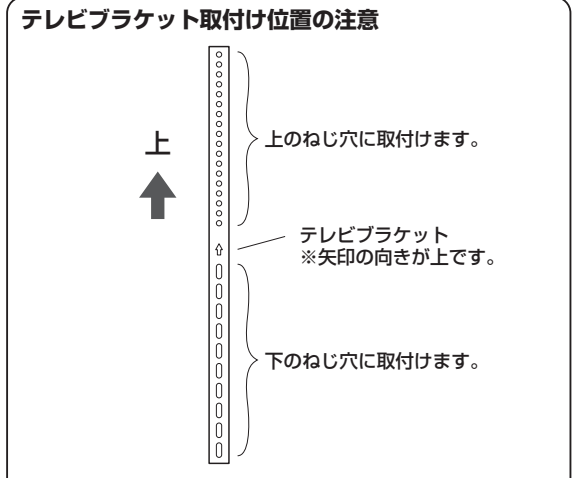 テレビブラケット取付け位置の注意
上
上のねじ穴に取付けます。
テレビブラケット
※矢印の向きが上です。
下のねじ穴に取付けます。